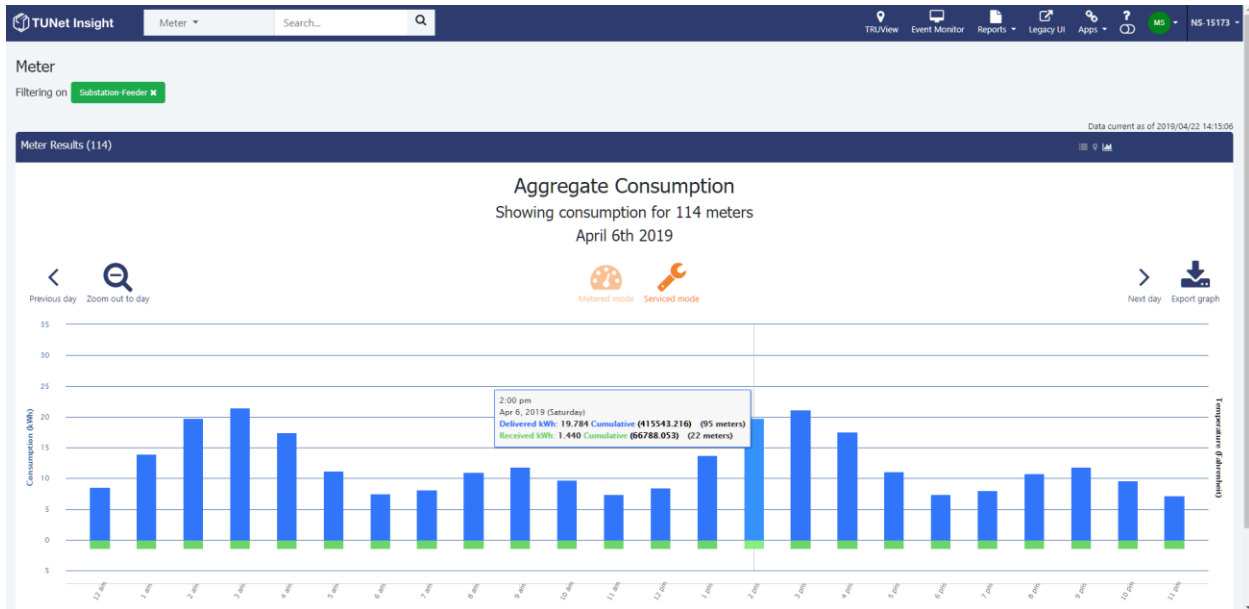 TUNet Insight
Meter
Search...
TRUView
Event Monitor
Reports
Legacy UI
Apps
?
MS
NS-15173
Meter
Filtering on Substation-Feeder ×
Data current as of 2019/04/22 14:15:06
Meter Results (114)
Aggregate Consumption
Showing consumption for 114 meters
April 6th 2019
Previous day
Zoom out to day
Metered mode
Serviced mode
Next day
Export graph
35
30
25
20
15
10
5
0
5
Consumption (kWh)
2:00 pm
Apr 6, 2019 (Saturday)
Delivered kWh: 19.784 Cumulative (415543.216) (95 meters)
Received kWh: 1.440 Cumulative (66788.053) (22 meters)
Temperature (Fahrenheit)
12 am
1 am
2 am
3 am
4 am
5 am
6 am
7 am
8 am
9 am
10 am
11 am
12 pm
1 pm
2 pm
3 pm
4 pm
5 pm
6 pm
7 pm
8 pm
9 pm
10 pm
11 pm